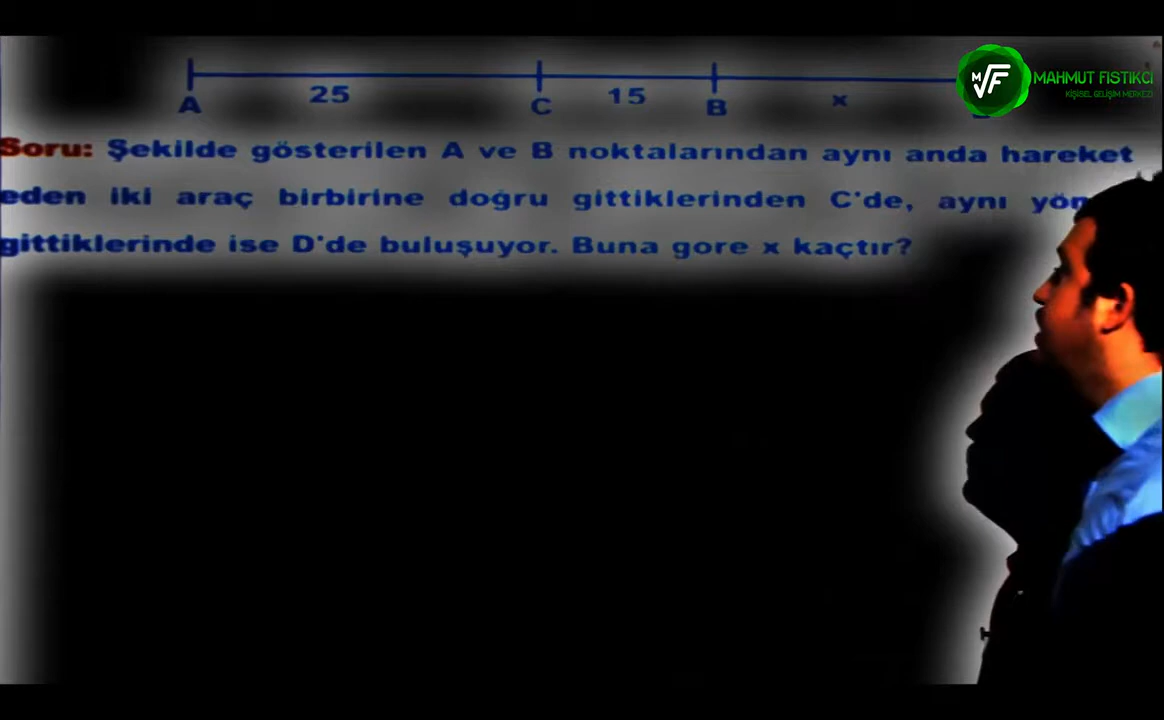 MAHMUT FISTIKCI
KİŞİSEL GELİŞİM MERKEZİ
25 15 x
A C B
Soru: Şekilde gösterilen A ve B noktalarından aynı anda hareket
eden iki araç birbirine doğru gittiklerinden C'de, aynı
gittiklerinde ise D'de buluşuyor. Buna gore x kaçtır?